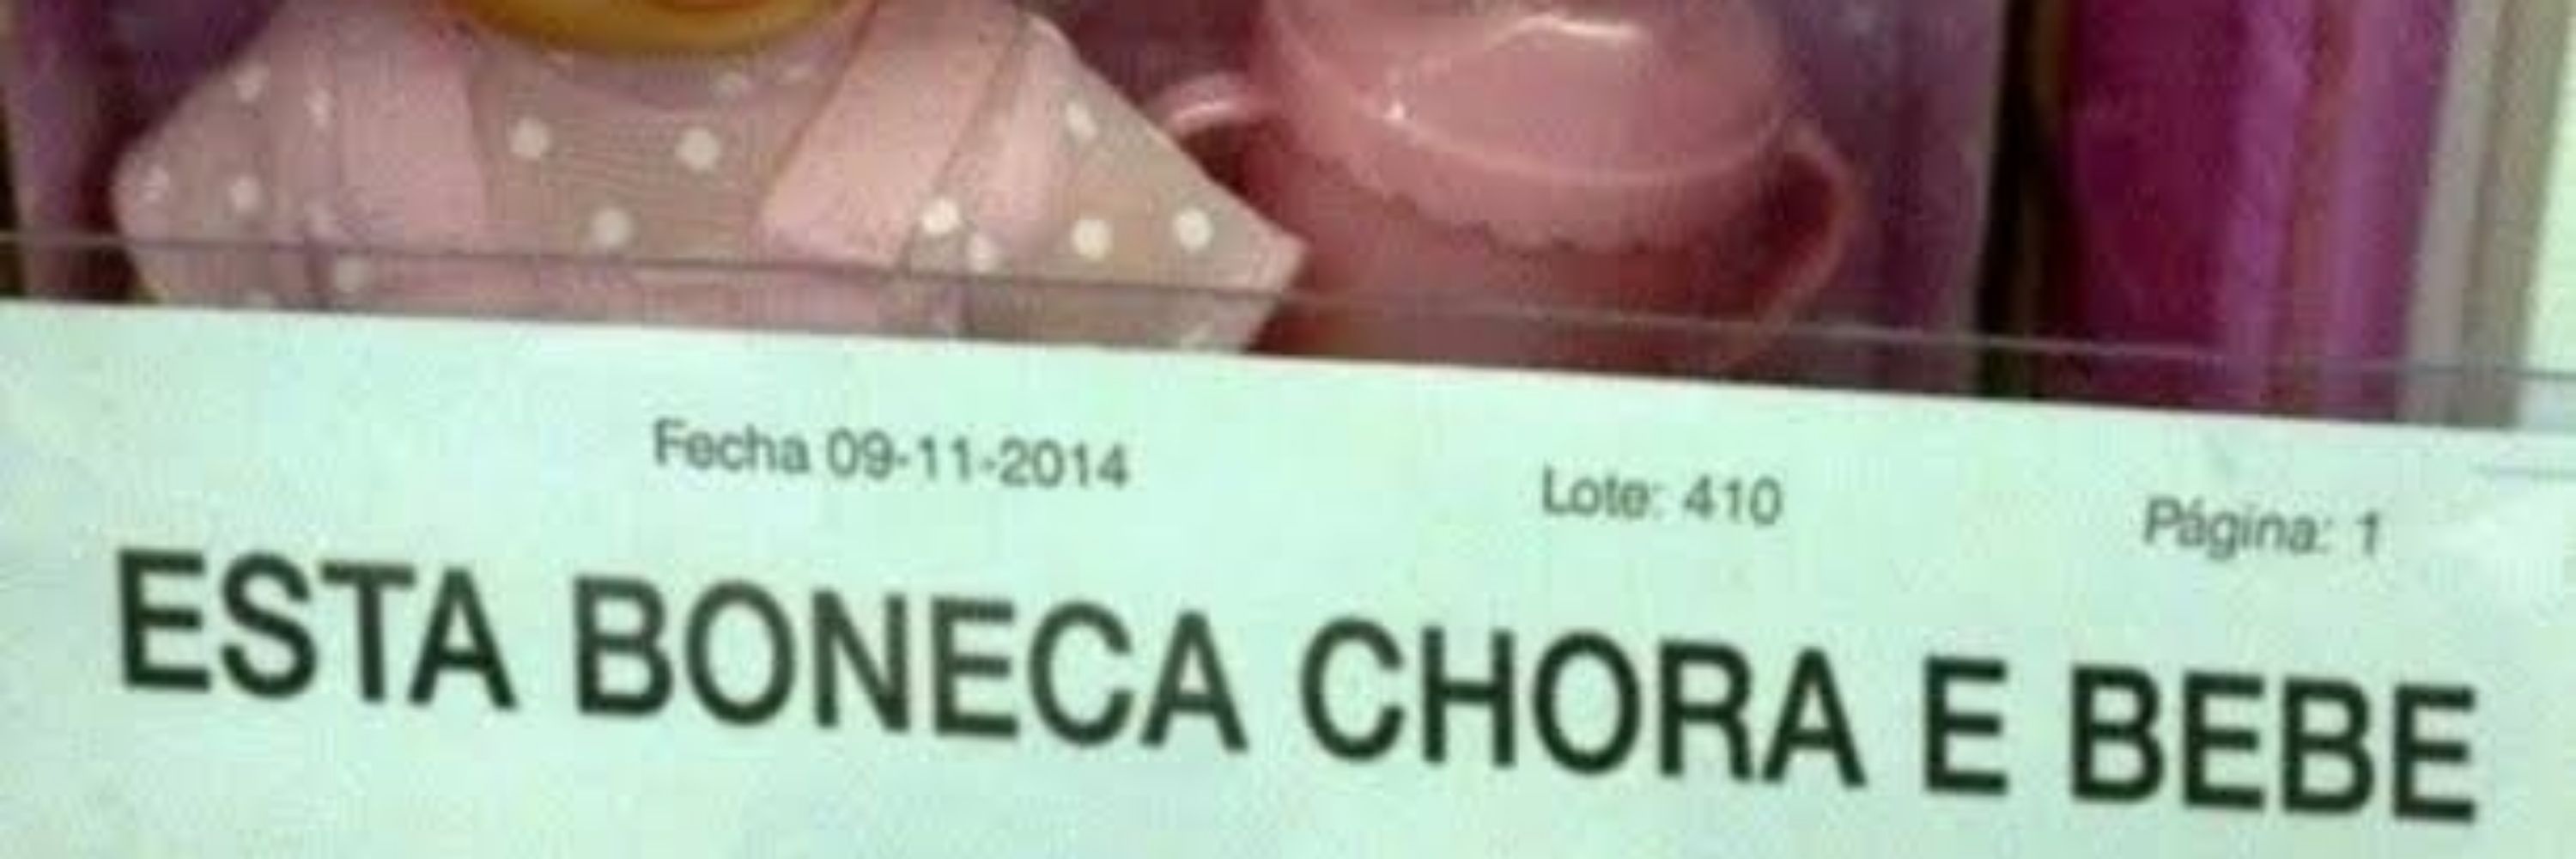 Fecha 09-11-2014 Lote: 410 Página: 1
ESTA BONECA CHORA E BEBE